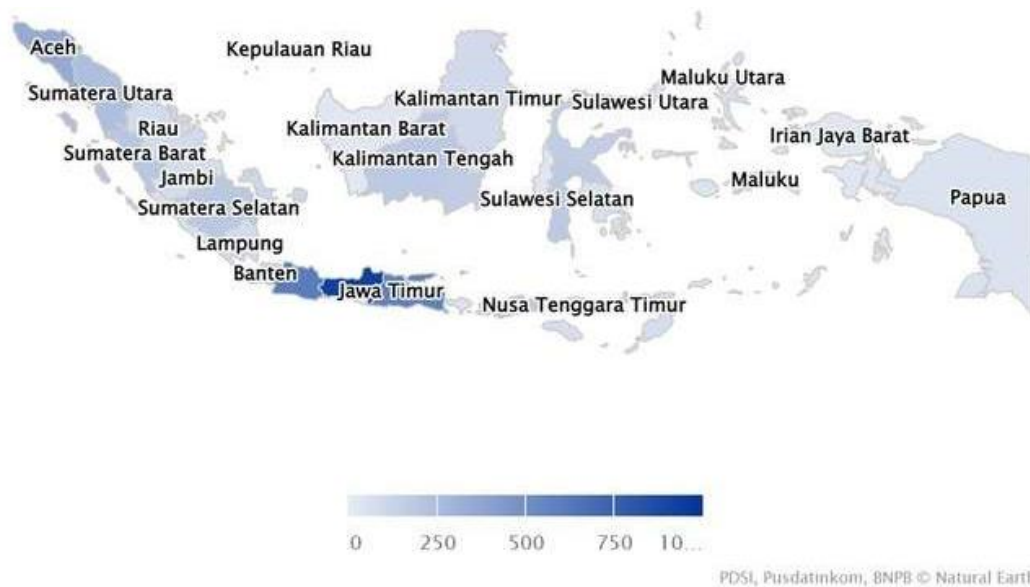 Aceh
Kepulauan Riau
Maluku Utara
Sumatera Utara
Kalimantan Timur
Sulawesi Utara
Riau
Kalimantan Barat
Irian Jaya Barat
Sumatera Barat
Kalimantan Tengah
Jambi
Maluku
Sumatera Selatan
Sulawesi Selatan
Papua
Lampung
Banten
Jawa Timur
Nusa Tenggara Timur
0 250 500 750 10...
PDSI, Pusdatinkom, BNPB © Natural Earth